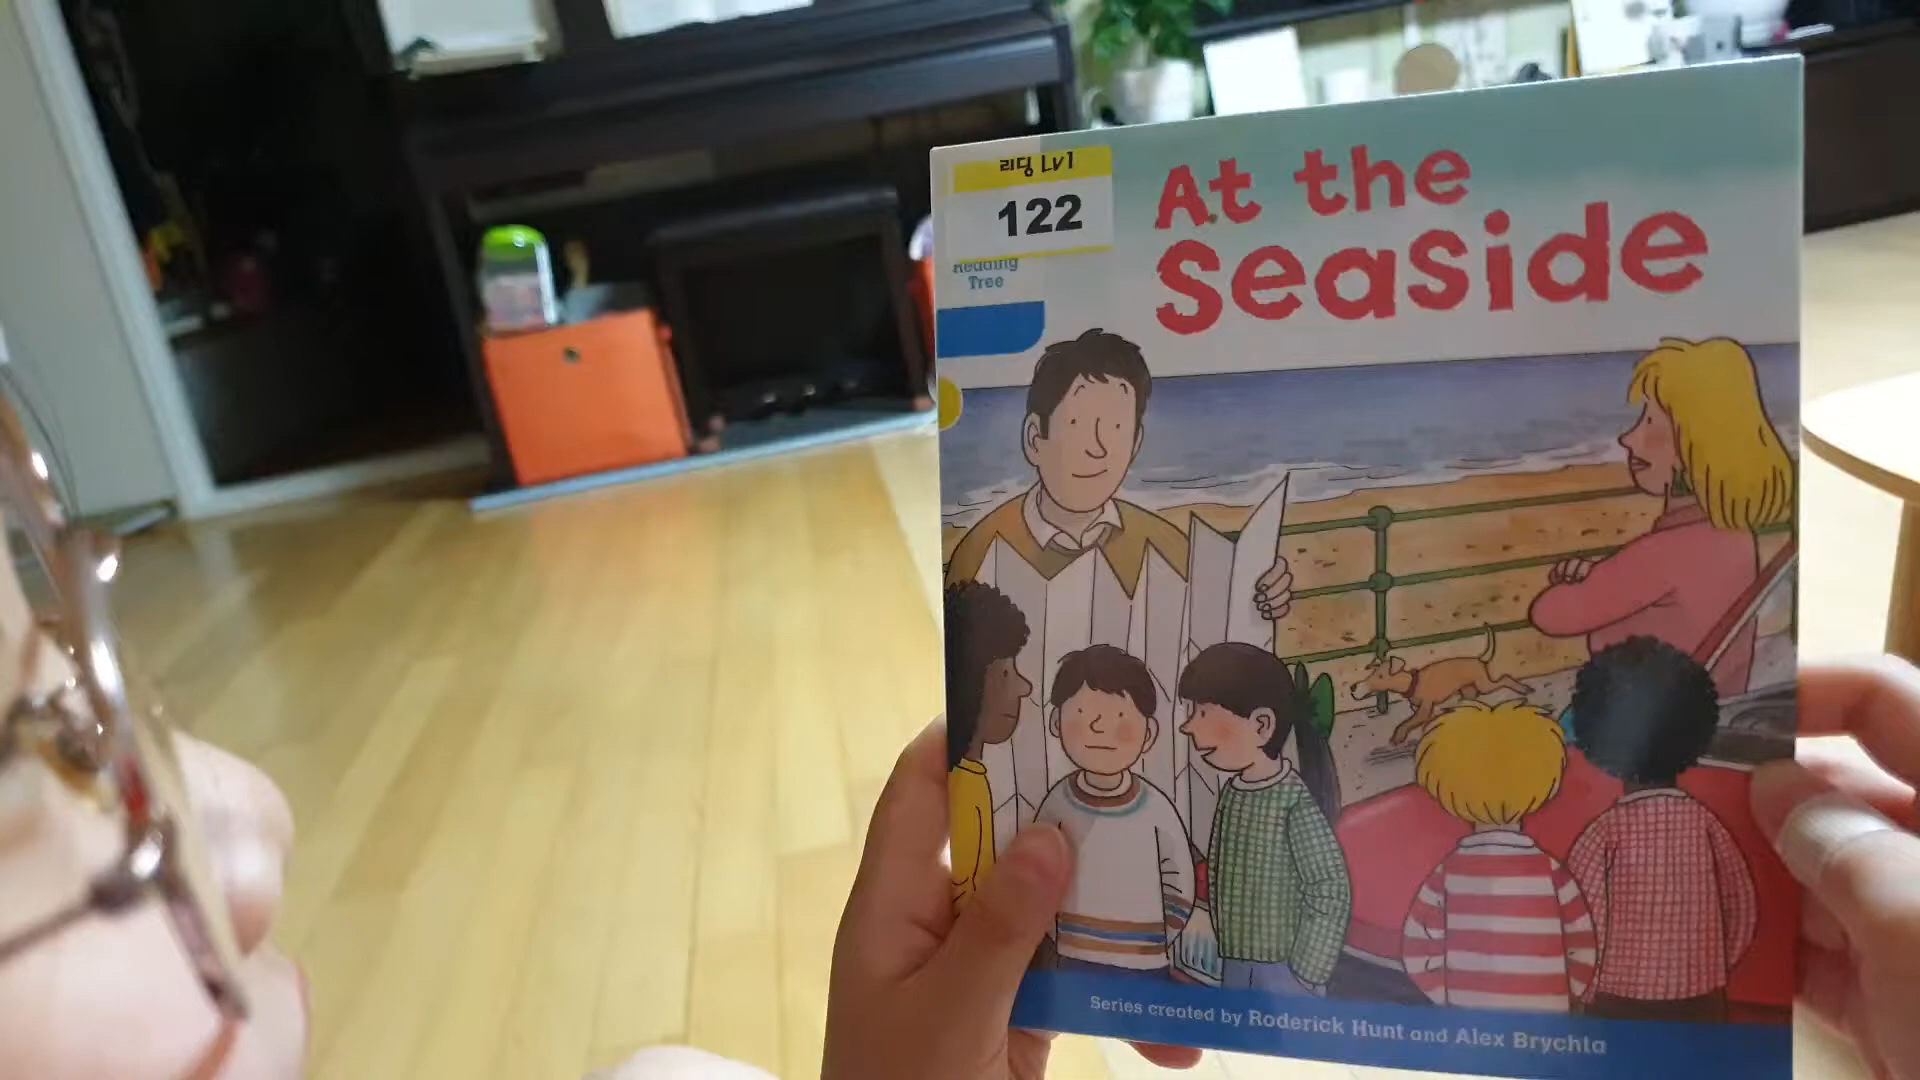 리딩 Lv1
122
Reading
Tree
At the
Seaside
Series created by Roderick Hunt and Alex Brychta